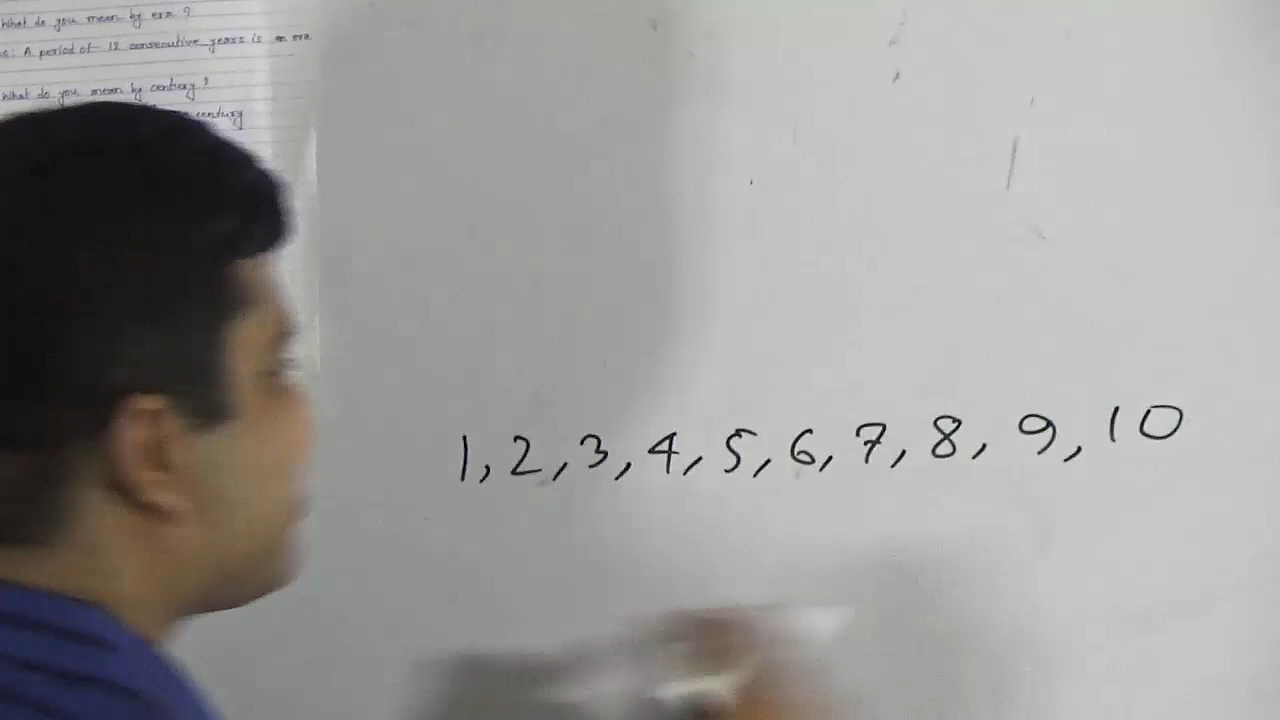 What do you mean by era ?
: A period of 12 consecutive years is an era
What do you mean by century ?
century
1, 2, 3, 4, 5, 6, 7, 8, 9, 10